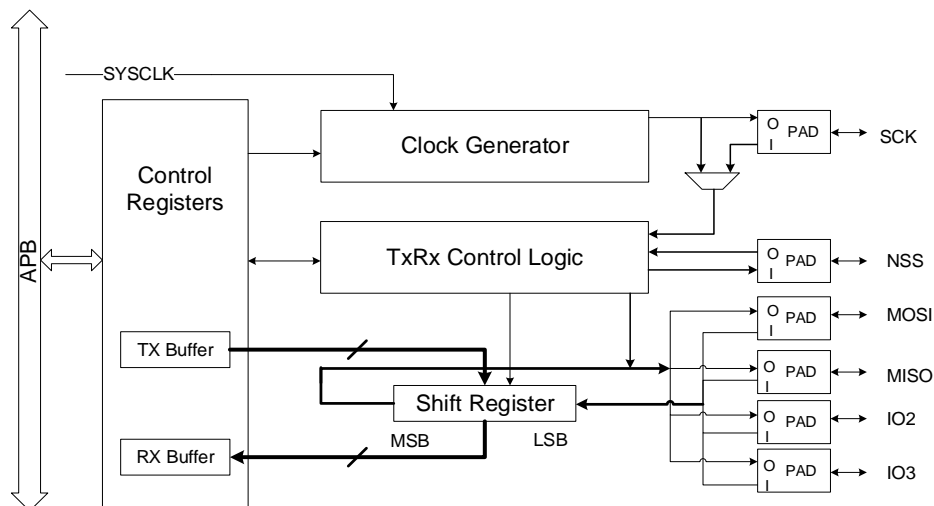 SYSCLK
Clock Generator
O
I
PAD
SCK
Control
Registers
APB
TxRx Control Logic
O
I
PAD
NSS
O
I
PAD
MOSI
TX Buffer
O
I
PAD
MISO
Shift Register
MSB
LSB
O
I
PAD
IO2
RX Buffer
O
I
PAD
IO3